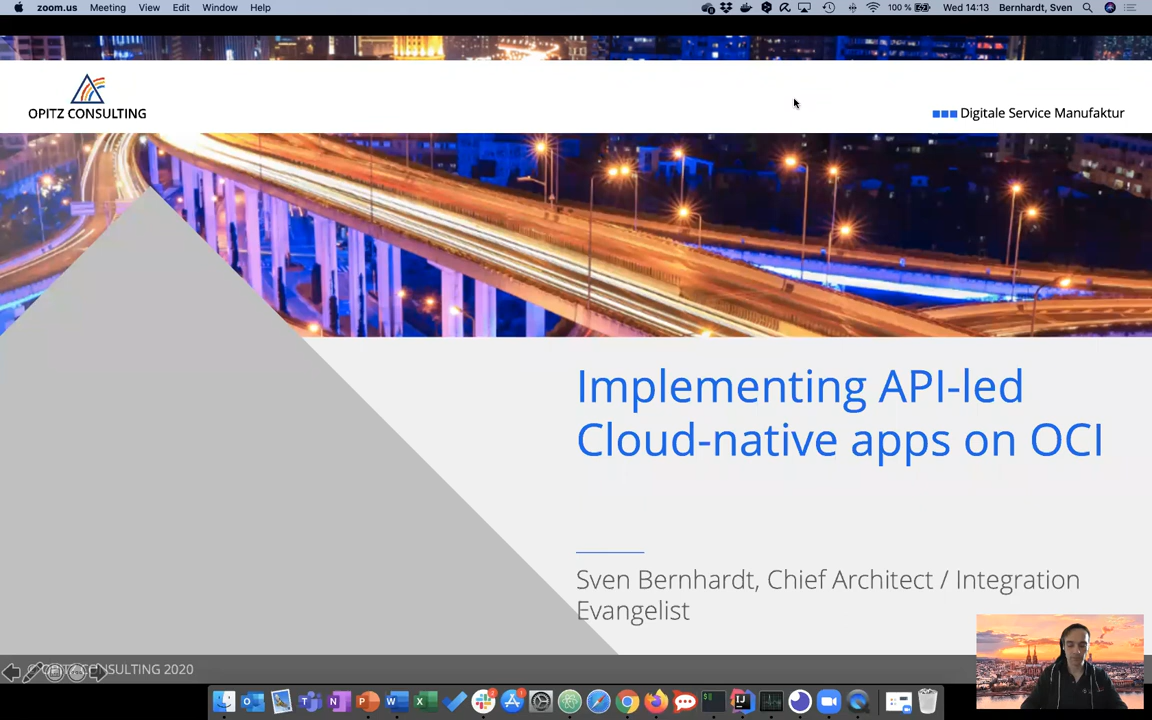 zoom.us Meeting View Edit Window Help 100 % Wed 14:13 Bernhardt, Sven
OPITZ CONSULTING
Digitale Service Manufaktur
Implementing API-led
Cloud-native apps on OCI
Sven Bernhardt, Chief Architect / Integration
Evangelist
© OPITZ CONSULTING 2020